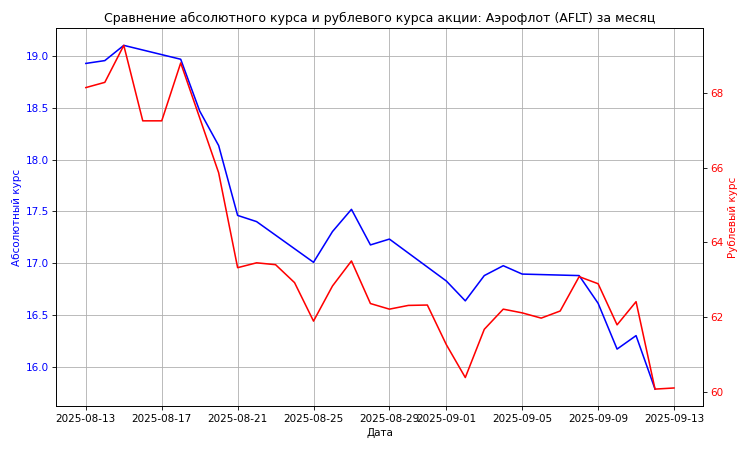 Сравнение абсолютного курса и рублевого курса акции: Аэрофлот (AFLT) за месяц
19.0
18.5
18.0
17.5
17.0
16.5
16.0
Абсолютный курс
68
66
64
62
60
Рублевый курс
2025-08-13 2025-08-17 2025-08-21 2025-08-25 2025-08-29 2025-09-01 2025-09-05 2025-09-09 2025-09-13
Дата